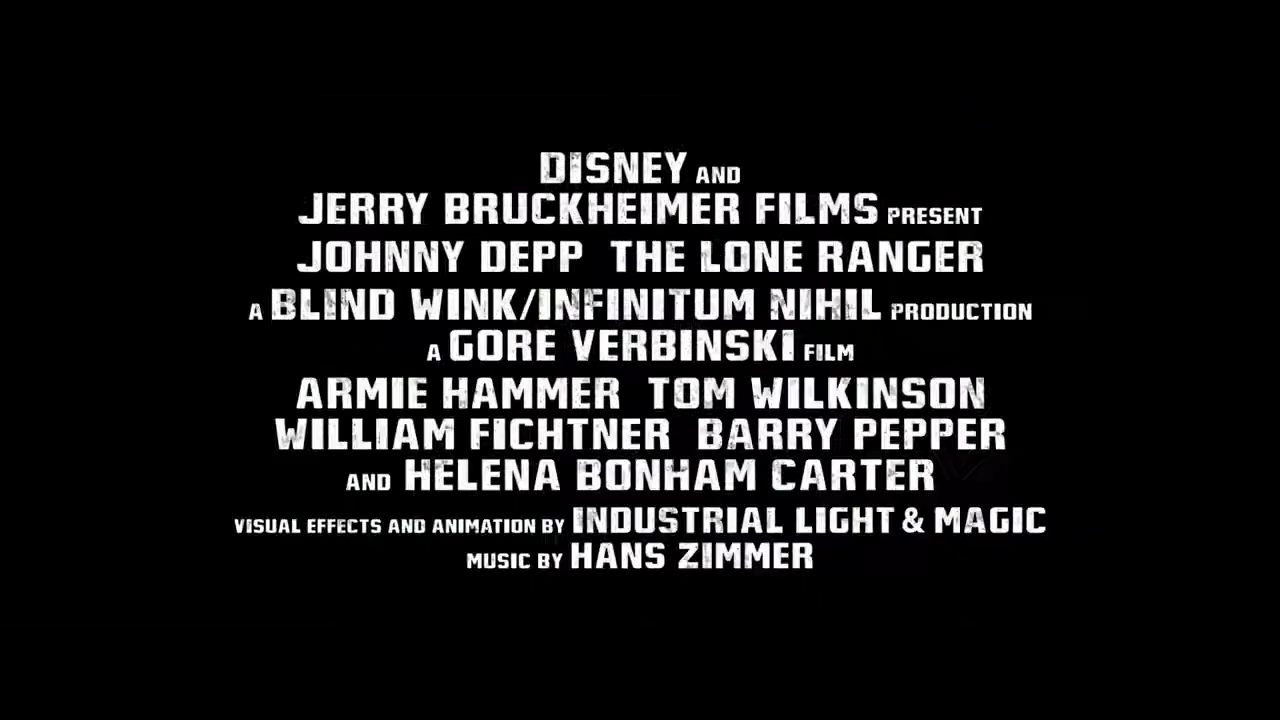 DISNEY AND
JERRY BRUCKHEIMER FILMS PRESENT
JOHNNY DEPP THE LONE RANGER
A BLIND WINK/INFINITUM NIHIL PRODUCTION
A GORE VERBINSKI FILM
ARMIE HAMMER TOM WILKINSON
WILLIAM FICHTNER BARRY PEPPER
AND HELENA BONHAM CARTER
VISUAL EFFECTS AND ANIMATION BY INDUSTRIAL LIGHT & MAGIC
MUSIC BY HANS ZIMMER